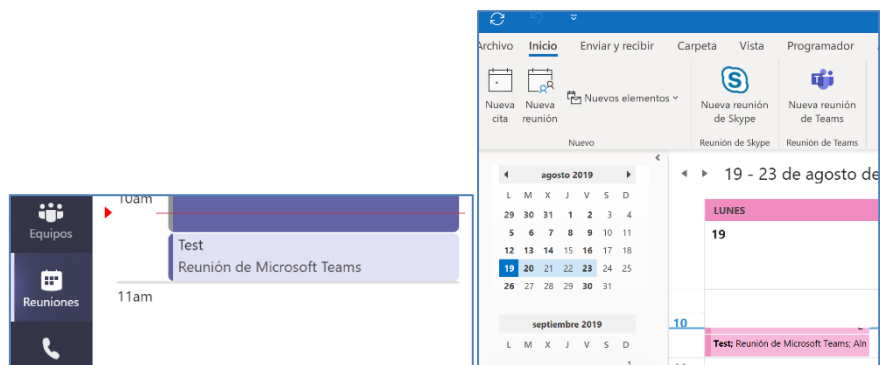 10am
Equipos
Test
Reunión de Microsoft Teams
Reuniones
11am
Archivo Inicio Enviar y recibir Carpeta Vista Programador
Nueva cita
Nueva reunión
Nuevos elementos
Nueva reunión de Skype
Nueva reunión de Teams
Nuevo
Reunión de Skype
Reunión de Teams
agosto 2019
L M X J V S D
29 30 31 1 2 3 4
5 6 7 8 9 10 11
12 13 14 15 16 17 18
19 20 21 22 23 24 25
26 27 28 29 30 31
septiembre 2019
L M X J V S D
1
19 - 23 de agosto de
LUNES
19
10
Test; Reunión de Microsoft Teams; Ain